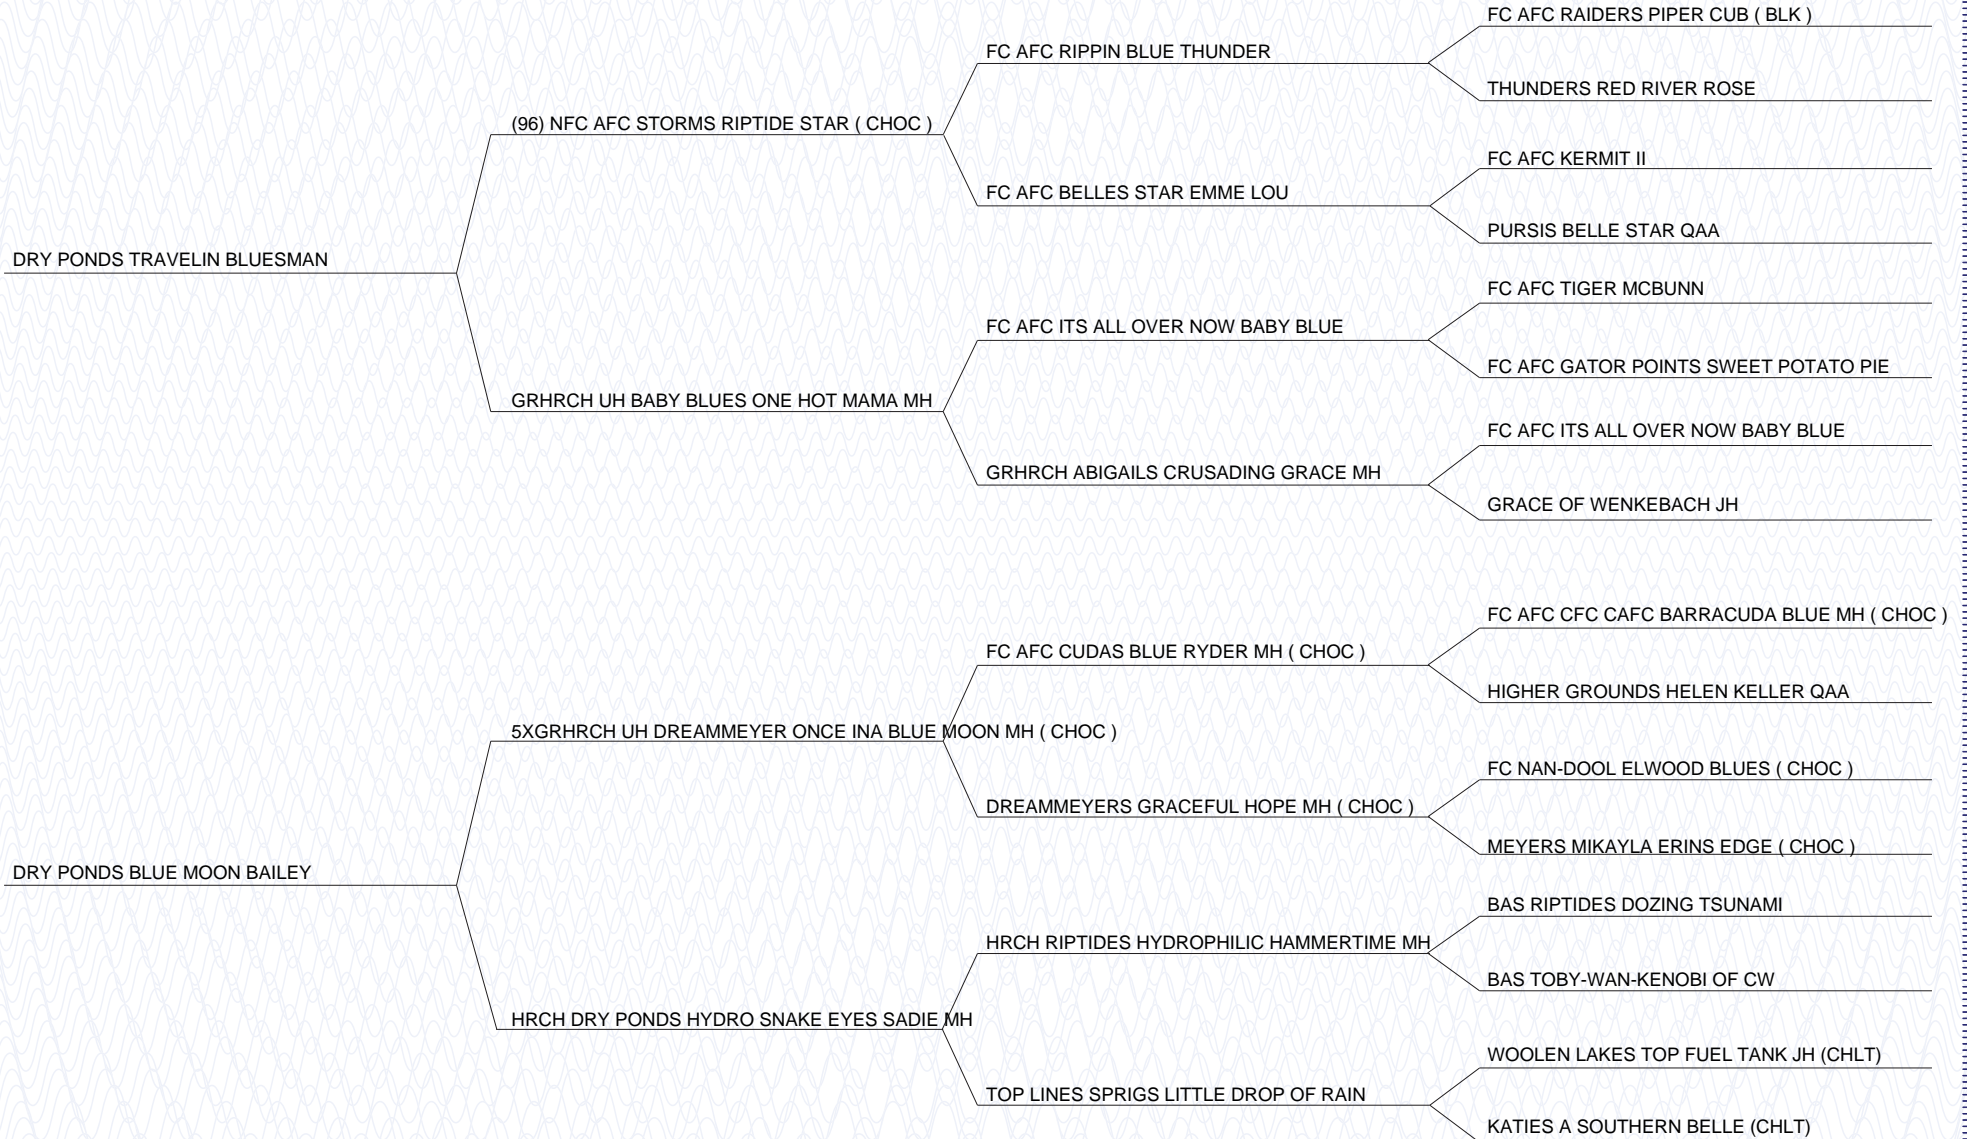 FC AFC RAIDERS PIPER CUB ( BLK )
FC AFC RIPPIN BLUE THUNDER
THUNDERS RED RIVER ROSE
(96) NFC AFC STORMS RIPTIDE STAR ( CHOC )
FC AFC KERMIT II
FC AFC BELLES STAR EMME LOU
PURSIS BELLE STAR QAA
DRY PONDS TRAVELIN BLUESMAN
FC AFC TIGER MCBUNN
FC AFC ITS ALL OVER NOW BABY BLUE
FC AFC GATOR POINTS SWEET POTATO PIE
GRHRCH UH BABY BLUES ONE HOT MAMA MH
FC AFC ITS ALL OVER NOW BABY BLUE
GRHRCH ABIGAILS CRUSADING GRACE MH
GRACE OF WENKEBACH JH
FC AFC CFC CAFC BARRACUDA BLUE MH ( CHOC )
FC AFC CUDAS BLUE RYDER MH ( CHOC )
HIGHER GROUNDS HELEN KELLER QAA
5XGRHRCH UH DREAMMEYER ONCE INA BLUE MOON MH ( CHOC )
FC NAN-DOOL ELWOOD BLUES ( CHOC )
DREAMMEYERS GRACEFUL HOPE MH ( CHOC )
MEYERS MIKAYLA ERINS EDGE ( CHOC )
DRY PONDS BLUE MOON BAILEY
BAS RIPTIDES DOZING TSUNAMI
HRCH RIPTIDES HYDROPHILIC HAMMERTIME MH
BAS TOBY-WAN-KENOBI OF CW
HRCH DRY PONDS HYDRO SNAKE EYES SADIE MH
WOOLEN LAKES TOP FUEL TANK JH (CHLT)
TOP LINES SPRIGS LITTLE DROP OF RAIN
KATIES A SOUTHERN BELLE (CHLT)